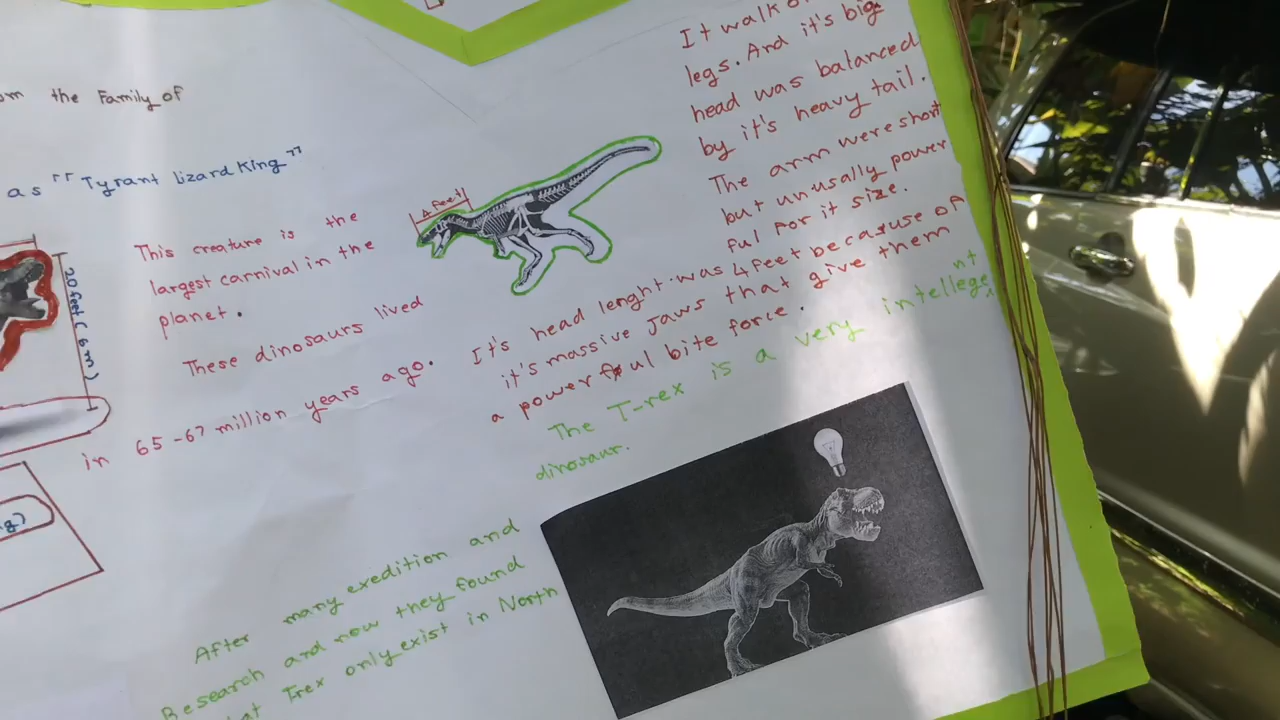 the Family of
as "Tyrant lizard King"
This creature is the
largest carnival in the
planet.
These dinosaurs lived
in 65-67 million years ago.
20 feet (6m)
4 feet
It walk
legs. And it's big
head was balanced
by it's heavy tail.
The arm were short
but unusally power
ful for it size.
It's head lenght was 4 feet because of
it's massive Jaws that give them
a powerful bite force.
The T-rex is a very intellegent
dinosaur.
After many exedition and
Research and now they found
Trex only exist in North